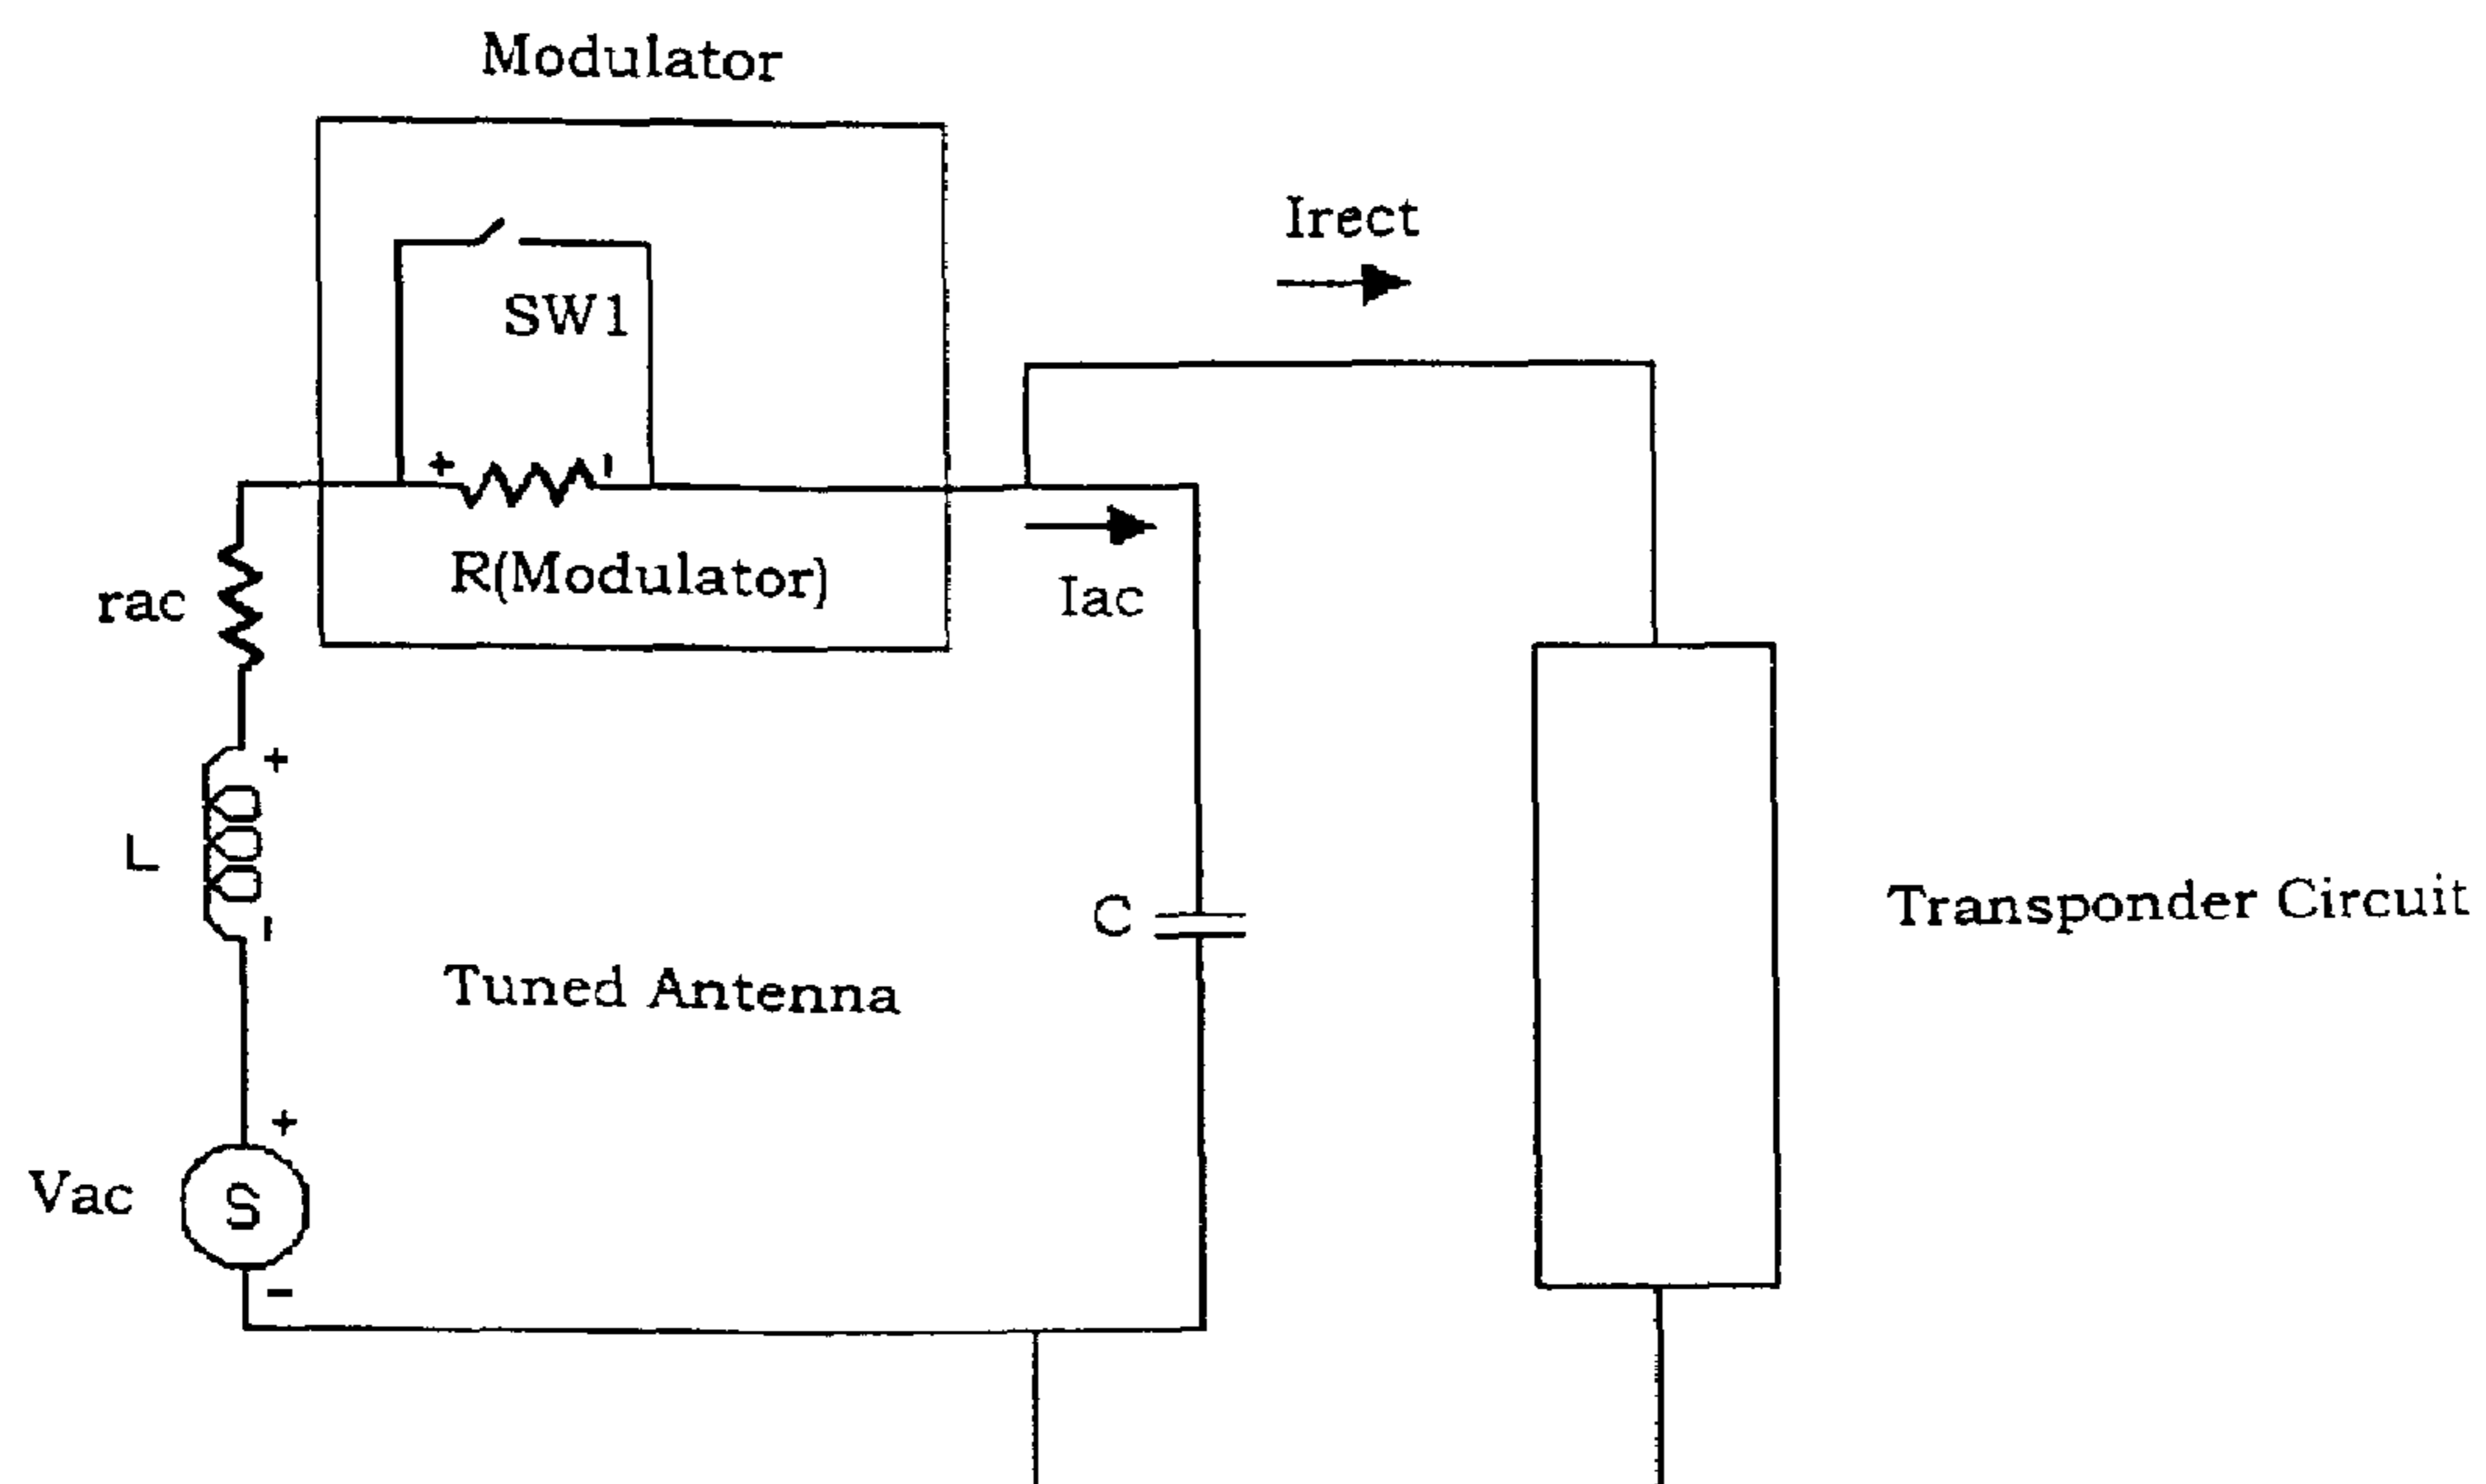 Modulator
Irect
SW1
+
R(Modulator)
Iac
rac
+
L
C
Transponder Circuit
Tuned Antenna
+
Vac
S
-